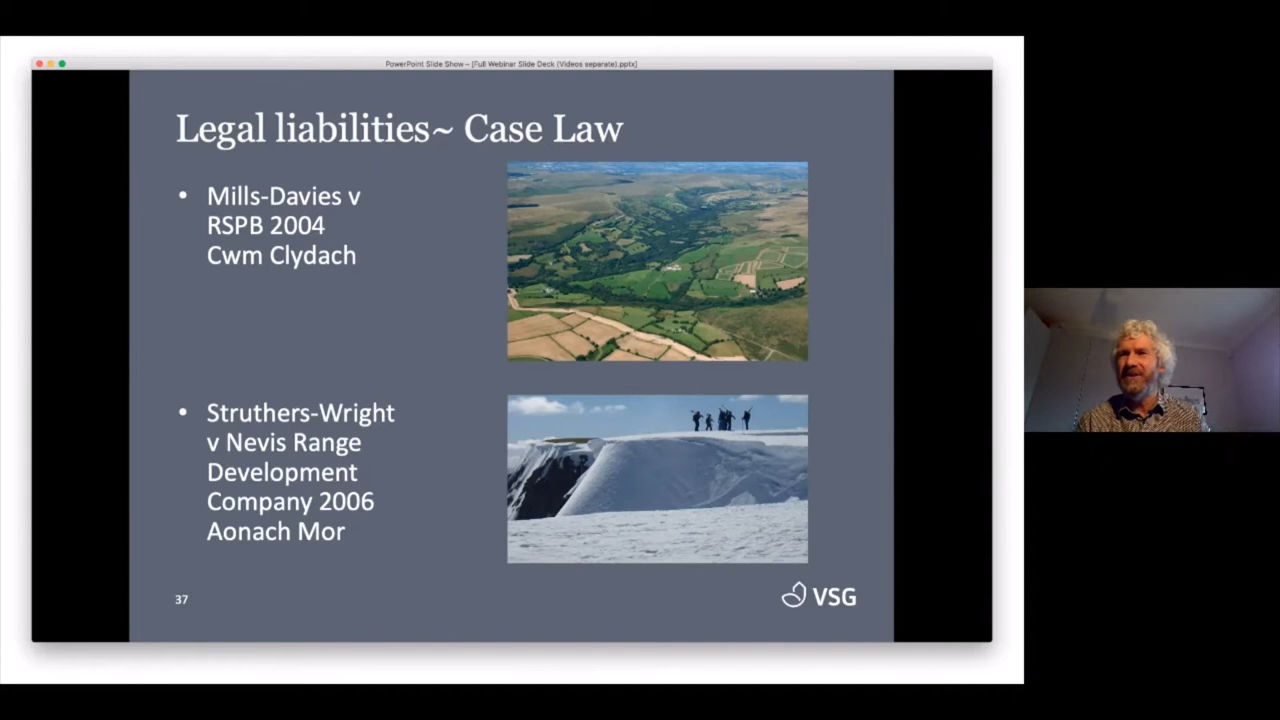 PowerPoint Slide Show – [Full Webinar Slide Deck (Videos separate).pptx]
Legal liabilities~ Case Law
• Mills-Davies v
RSPB 2004
Cwm Clydach
• Struthers-Wright
v Nevis Range
Development
Company 2006
Aonach Mor
37
VSG